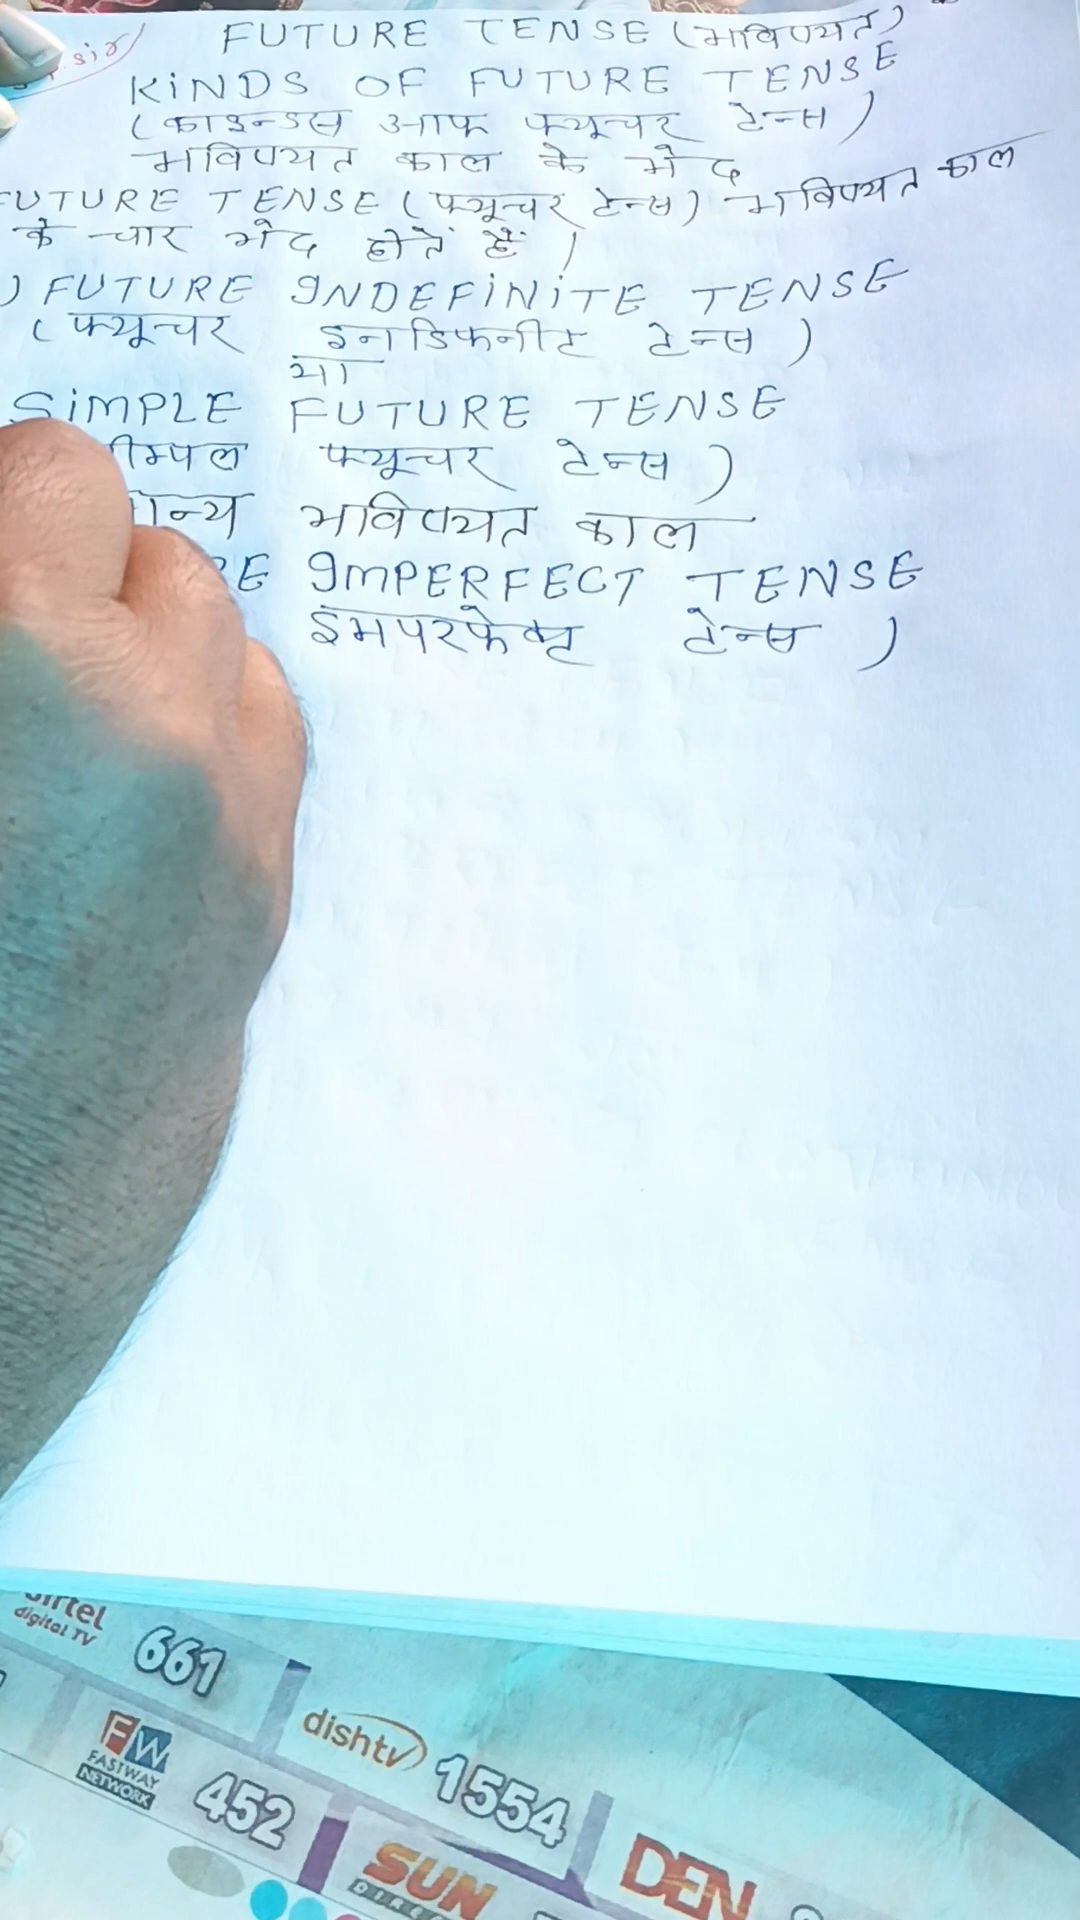 sir
FUTURE TENSE (भविष्यत)
KINDS OF FUTURE TENSE
(काइन्डस आफ फ्यूचर टेन्स)
भविष्यत काल के भेद
FUTURE TENSE (फ्यूचर टेन्स) भविष्यत काल
के चार भेद होतें हैं।
) FUTURE INDEFINITE TENSE
(फ्यूचर इनडिफनीट टेन्स)
या
SIMPLE FUTURE TENSE
फ्यूचर टेन्स)
भविष्यत काल
IMPERFECT TENSE
इमपरफेक्ट टेन्स)
airtel
digital TV
661
dishtv
1554
FW
FASTWAY
NETWORK
452
SUN
DEN